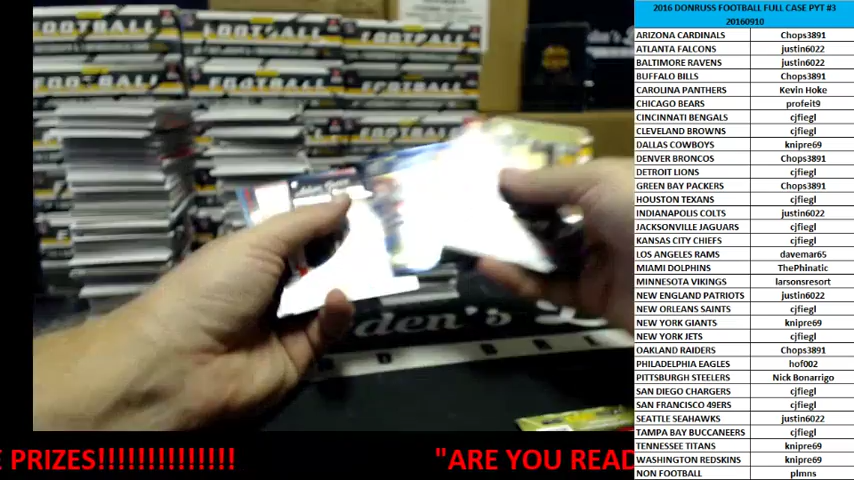 FOOTBALL
FOOTBALL
FOOTBALL
FOOTBALL
FOOTBALL
FOOTBALL
den's
2016 DONRUSS FOOTBALL FULL CASE PYT #3
20160910
ARIZONA CARDINALS Chops3891
ATLANTA FALCONS justin6022
BALTIMORE RAVENS justin6022
BUFFALO BILLS Chops3891
CAROLINA PANTHERS Kevin Hoke
CHICAGO BEARS profeit9
CINCINNATI BENGALS cjfiegl
CLEVELAND BROWNS cjfiegl
DALLAS COWBOYS knipre69
DENVER BRONCOS Chops3891
DETROIT LIONS cjfiegl
GREEN BAY PACKERS Chops3891
HOUSTON TEXANS cjfiegl
INDIANAPOLIS COLTS justin6022
JACKSONVILLE JAGUARS cjfiegl
KANSAS CITY CHIEFS cjfiegl
LOS ANGELES RAMS davemar65
MIAMI DOLPHINS ThePhinatic
MINNESOTA VIKINGS larsonsresort
NEW ENGLAND PATRIOTS justin6022
NEW ORLEANS SAINTS cjfiegl
NEW YORK GIANTS knipre69
NEW YORK JETS cjfiegl
OAKLAND RAIDERS Chops3891
PHILADELPHIA EAGLES hof002
PITTSBURGH STEELERS Nick Bonarrigo
SAN DIEGO CHARGERS cjfiegl
SAN FRANCISCO 49ERS cjfiegl
SEATTLE SEAHAWKS justin6022
TAMPA BAY BUCCANEERS cjfiegl
TENNESSEE TITANS knipre69
WASHINGTON REDSKINS knipre69
NON FOOTBALL plmns
E PRIZES!!!!!!!!!!!!!! "ARE YOU READ